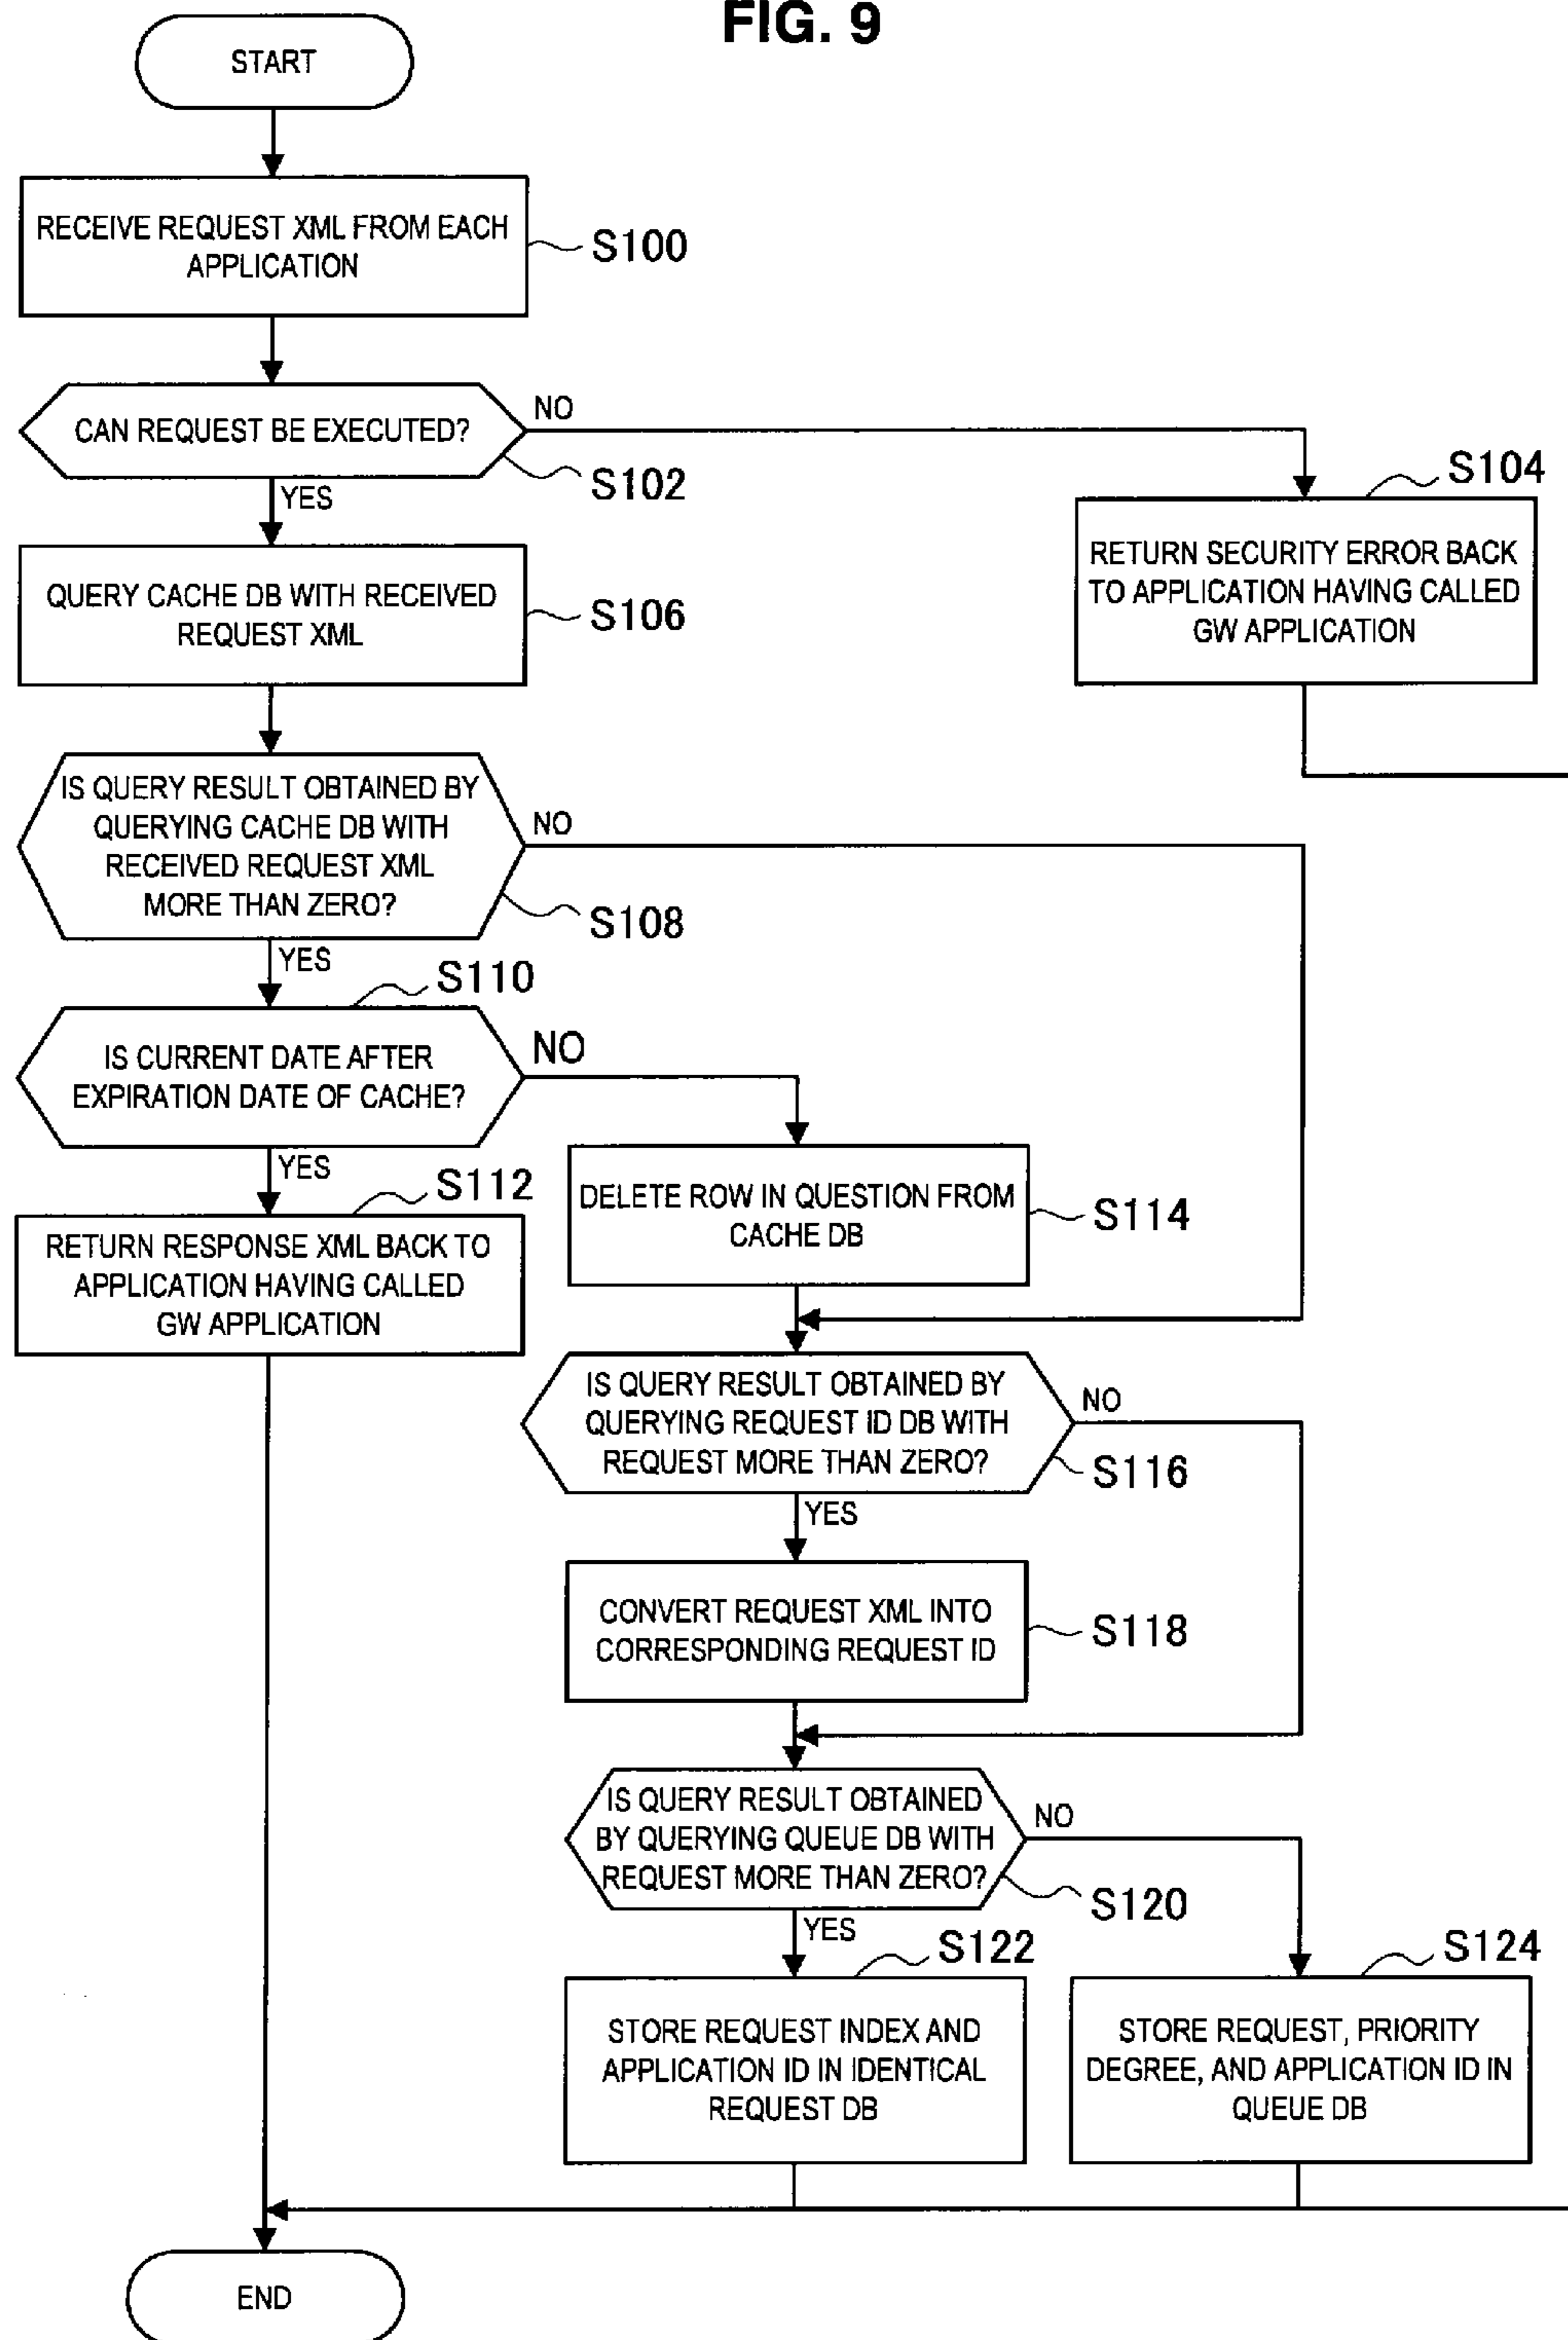 FIG. 9
START
RECEIVE REQUEST XML FROM EACH
APPLICATION
S100
CAN REQUEST BE EXECUTED?
NO
S102
YES
S104
RETURN SECURITY ERROR BACK
TO APPLICATION HAVING CALLED
GW APPLICATION
QUERY CACHE DB WITH RECEIVED
REQUEST XML
S106
IS QUERY RESULT OBTAINED BY
QUERYING CACHE DB WITH
RECEIVED REQUEST XML
MORE THAN ZERO?
NO
S108
YES
S110
IS CURRENT DATE AFTER
EXPIRATION DATE OF CACHE?
NO
YES
S112
RETURN RESPONSE XML BACK TO
APPLICATION HAVING CALLED
GW APPLICATION
DELETE ROW IN QUESTION FROM
CACHE DB
S114
IS QUERY RESULT OBTAINED BY
QUERYING REQUEST ID DB WITH
REQUEST MORE THAN ZERO?
NO
S116
YES
CONVERT REQUEST XML INTO
CORRESPONDING REQUEST ID
S118
IS QUERY RESULT OBTAINED
BY QUERYING QUEUE DB WITH
REQUEST MORE THAN ZERO?
NO
S120
YES
S122
STORE REQUEST INDEX AND
APPLICATION ID IN IDENTICAL
REQUEST DB
S124
STORE REQUEST, PRIORITY
DEGREE, AND APPLICATION ID IN
QUEUE DB
END